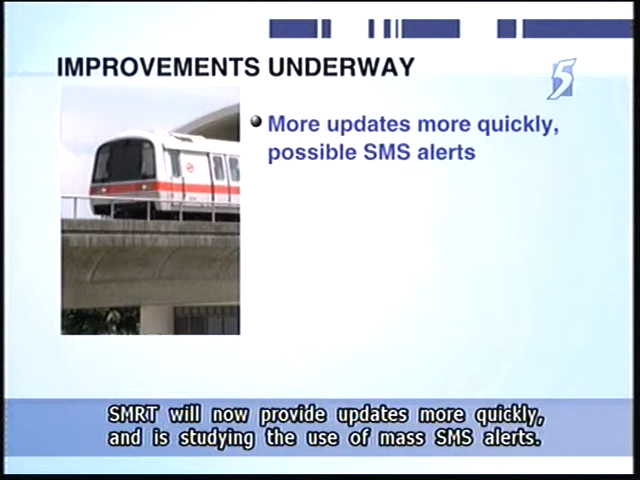 IMPROVEMENTS UNDERWAY
5
More updates more quickly,
possible SMS alerts
SMRT will now provide updates more quickly,
and is studying the use of mass SMS alerts.